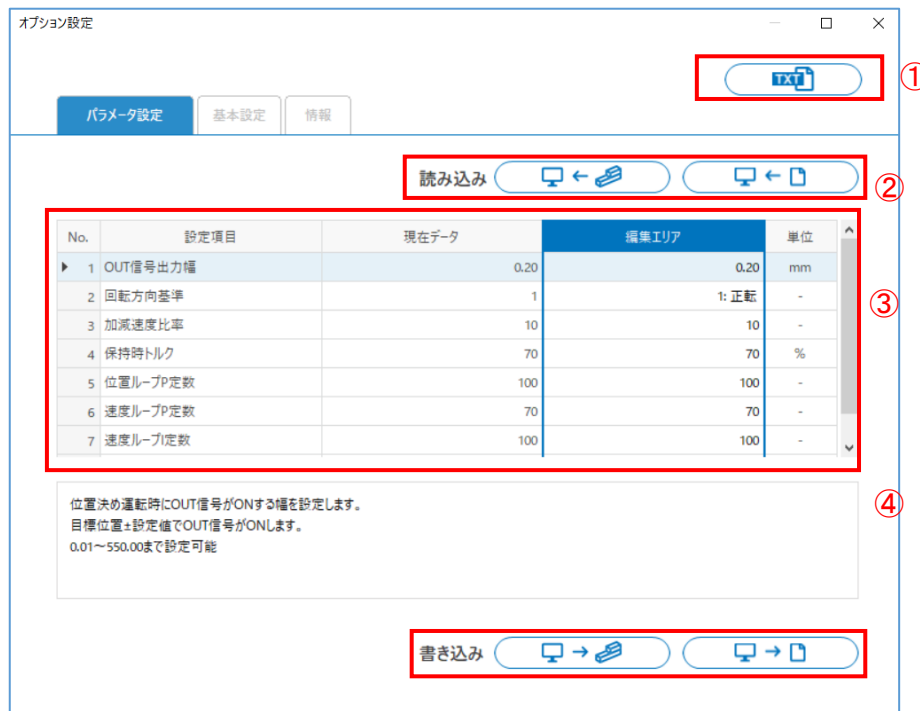 オプション設定
TXT
①
パラメータ設定 基本設定 情報
読み込み
②
No. 設定項目 現在データ 編集エリア 単位
1 OUT信号出力幅 0.20 0.20 mm
2 回転方向基準 1 1: 正転 -
3 加減速度比率 10 10 -
③
4 保持時トルク 70 70 %
5 位置ループP定数 100 100 -
6 速度ループP定数 70 70 -
7 速度ループI定数 100 100 -
④
位置決め運転時にOUT信号がONする幅を設定します。
目標位置±設定値でOUT信号がONします。
0.01～550.00まで設定可能
書き込み